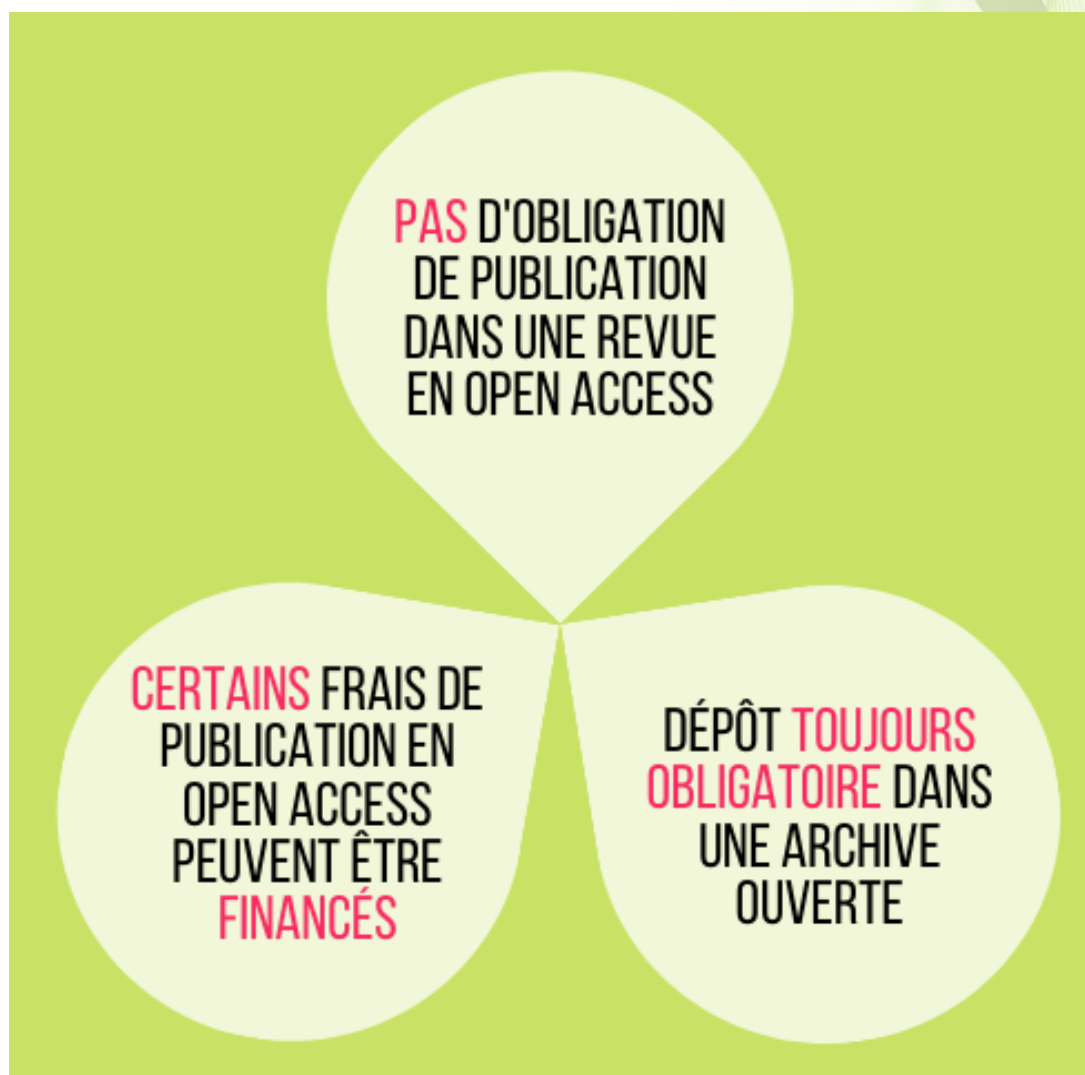 PAS D'OBLIGATION
DE PUBLICATION
DANS UNE REVUE
EN OPEN ACCESS
CERTAINS FRAIS DE
PUBLICATION EN
OPEN ACCESS
PEUVENT ÊTRE
FINANCÉS
DÉPÔT TOUJOURS
OBLIGATOIRE DANS
UNE ARCHIVE
OUVERTE